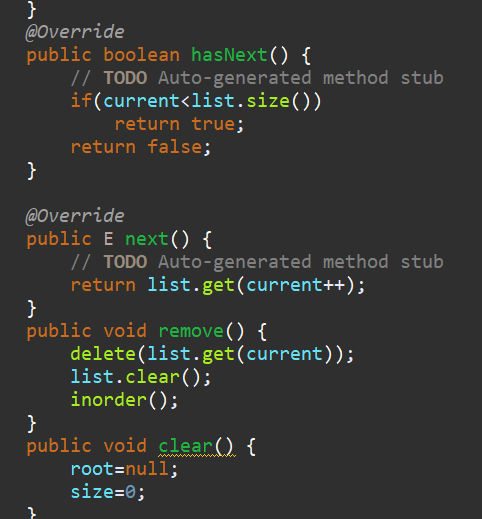 }
@Override
public boolean hasNext() {
    // TODO Auto-generated method stub
    if(current<list.size())
        return true;
    return false;
}
@Override
public E next() {
    // TODO Auto-generated method stub
    return list.get(current++);
}
public void remove() {
    delete(list.get(current));
    list.clear();
    inorder();
}
public void clear() {
    root=null;
    size=0;
}